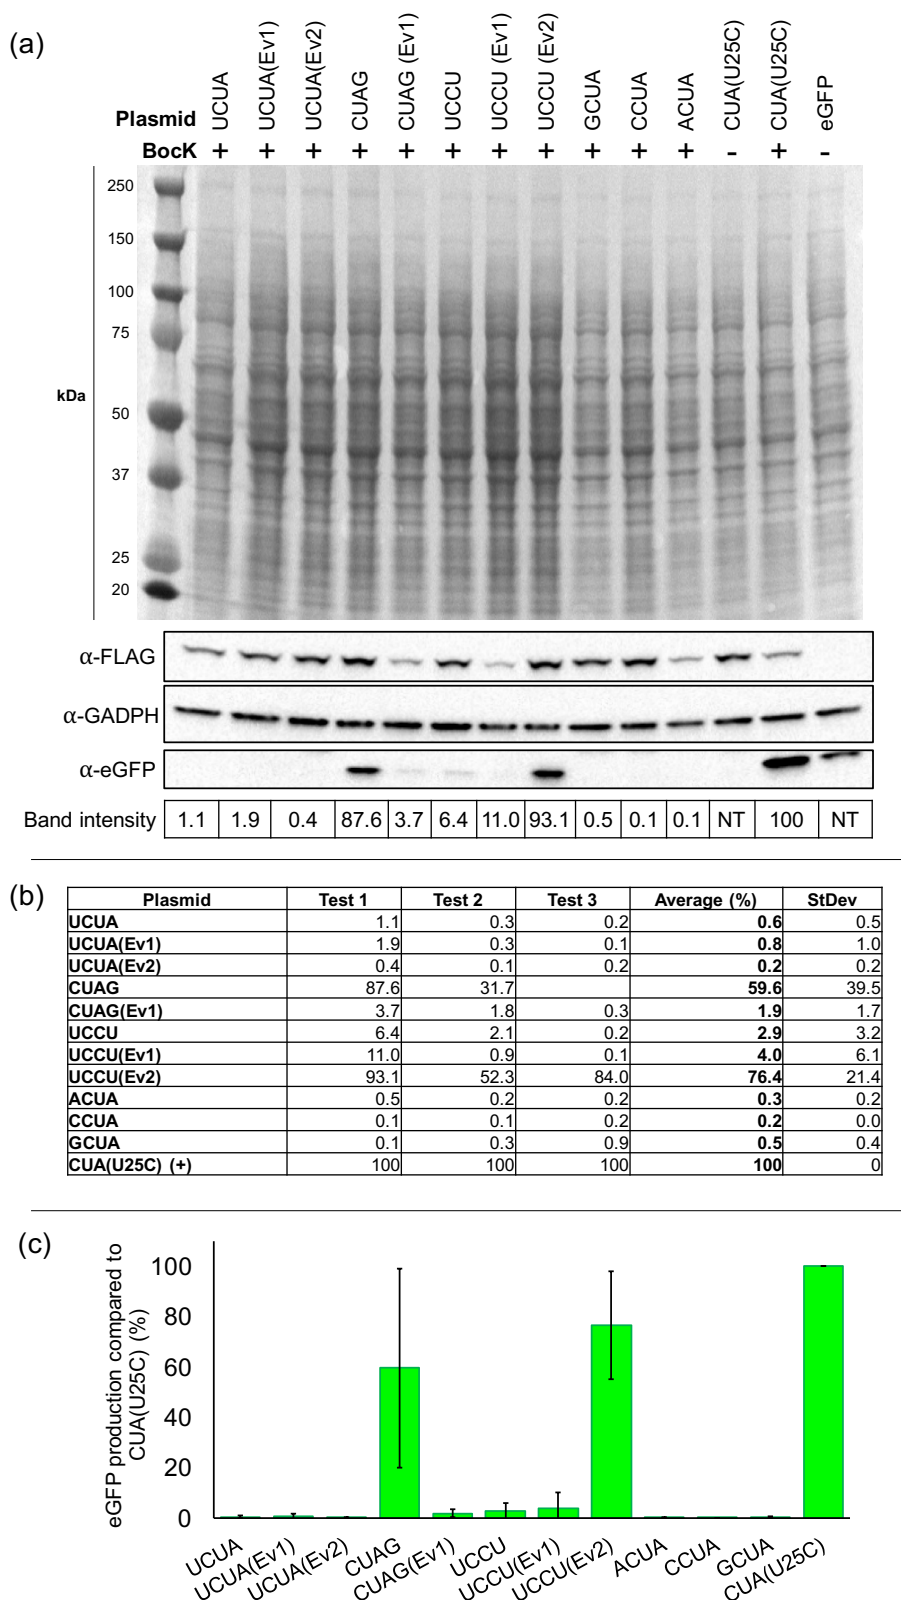 (a)
Plasmid UCUA UCUA(Ev1) UCUA(Ev2) CUAG CUAG (Ev1) UCCU UCCU (Ev1) UCCU (Ev2) GCUA CCUA ACUA CUA(U25C) CUA(U25C) eGFP
BocK + + + + + + + + + + + - + -
250
150
100
75
kDa
50
37
25
20
α-FLAG
α-GADPH
α-eGFP
Band intensity 1.1 1.9 0.4 87.6 3.7 6.4 11.0 93.1 0.5 0.1 0.1 NT 100 NT
(b)
Plasmid Test 1 Test 2 Test 3 Average (%) StDev
UCUA 1.1 0.3 0.2 0.6 0.5
UCUA(Ev1) 1.9 0.3 0.1 0.8 1.0
UCUA(Ev2) 0.4 0.1 0.2 0.2 0.2
CUAG 87.6 31.7 59.6 39.5
CUAG(Ev1) 3.7 1.8 0.3 1.9 1.7
UCCU 6.4 2.1 0.2 2.9 3.2
UCCU(Ev1) 11.0 0.9 0.1 4.0 6.1
UCCU(Ev2) 93.1 52.3 84.0 76.4 21.4
ACUA 0.5 0.2 0.2 0.3 0.2
CCUA 0.1 0.1 0.2 0.2 0.0
GCUA 0.1 0.3 0.9 0.5 0.4
CUA(U25C) (+) 100 100 100 100 0
(c)
eGFP production compared to
CUA(U25C) (%)
100
80
60
40
20
0
UCUA UCUA(Ev1) UCUA(Ev2) CUAG CUAG(Ev1) UCCU UCCU(Ev1) UCCU(Ev2) ACUA CCUA GCUA CUA(U25C)